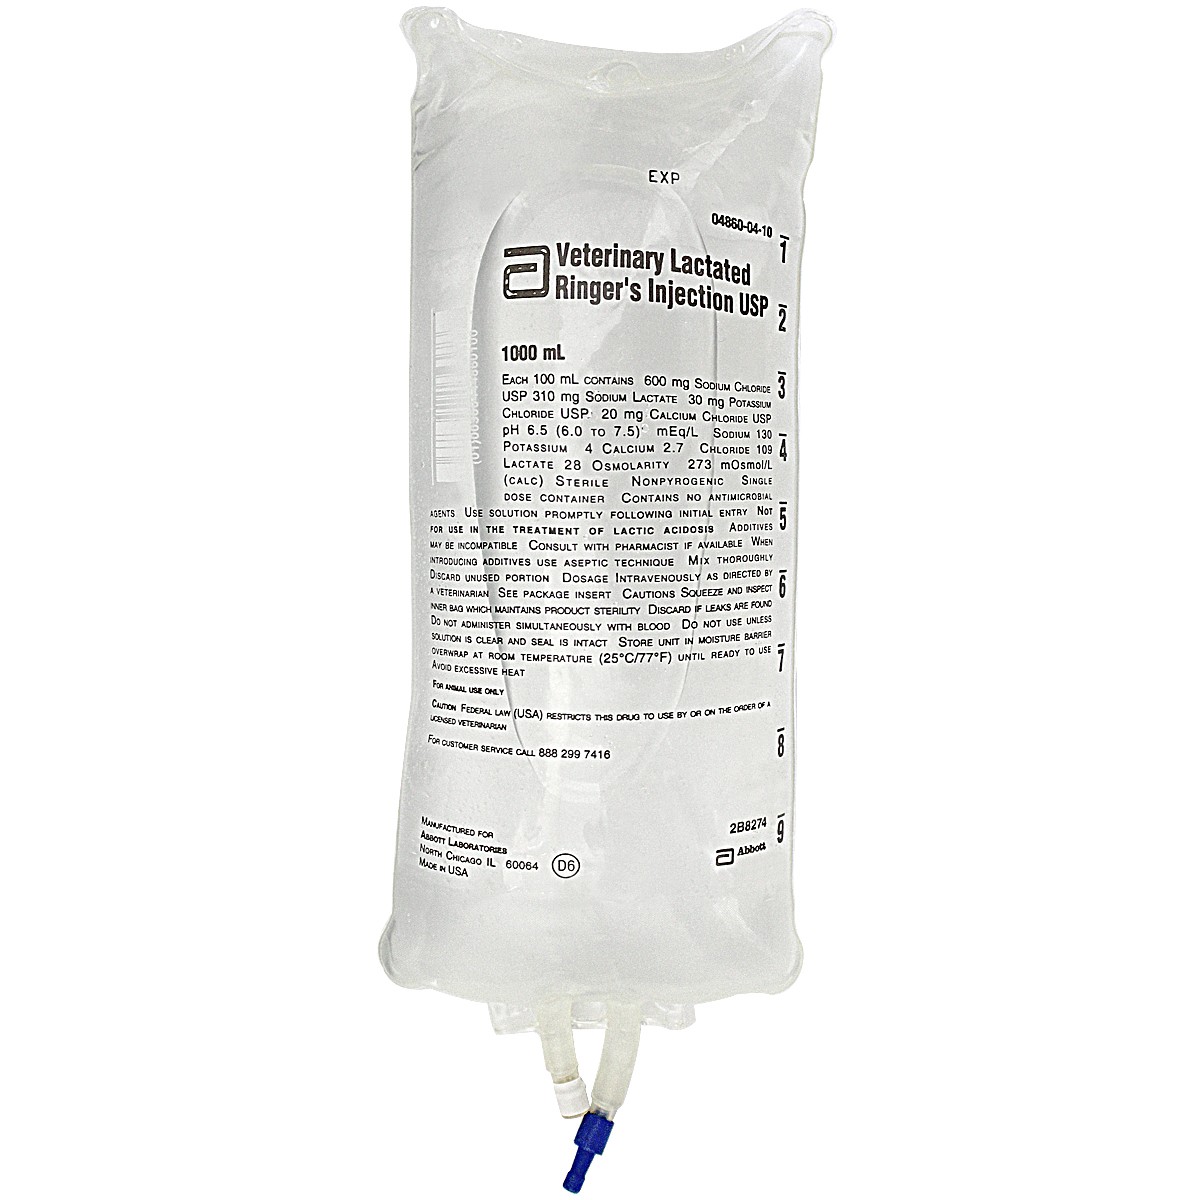 EXP
04860-04-10
Veterinary Lactated
Ringer's Injection USP
1000 mL
EACH 100 mL CONTAINS 600 mg SODIUM CHLORIDE
USP 310 mg SODIUM LACTATE 30 mg POTASSIUM
CHLORIDE USP 20 mg CALCIUM CHLORIDE USP
pH 6.5 (6.0 TO 7.5) mEq/L SODIUM 130
POTASSIUM 4 CALCIUM 2.7 CHLORIDE 109
LACTATE 28 OSMOLARITY 273 mOsmol/L
(CALC) STERILE NONPYROGENIC SINGLE
DOSE CONTAINER CONTAINS NO ANTIMICROBIAL
AGENTS USE SOLUTION PROMPTLY FOLLOWING INITIAL ENTRY NOT
FOR USE IN THE TREATMENT OF LACTIC ACIDOSIS ADDITIVES
MAY BE INCOMPATIBLE CONSULT WITH PHARMACIST IF AVAILABLE WHEN
INTRODUCING ADDITIVES USE ASEPTIC TECHNIQUE MIX THOROUGHLY
DISCARD UNUSED PORTION DOSAGE INTRAVENOUSLY AS DIRECTED BY
A VETERINARIAN SEE PACKAGE INSERT CAUTIONS SQUEEZE AND INSPECT
INNER BAG WHICH MAINTAINS PRODUCT STERILITY DISCARD IF LEAKS ARE FOUND
DO NOT ADMINISTER SIMULTANEOUSLY WITH BLOOD DO NOT USE UNLESS
SOLUTION IS CLEAR AND SEAL IS INTACT STORE UNIT IN MOISTURE BARRIER
OVERWRAP AT ROOM TEMPERATURE (25°C/77°F) UNTIL READY TO USE
AVOID EXCESSIVE HEAT
FOR ANIMAL USE ONLY
CAUTION FEDERAL LAW (USA) RESTRICTS THIS DRUG TO USE BY OR ON THE ORDER OF A
LICENSED VETERINARIAN
FOR CUSTOMER SERVICE CALL 888 299 7416
MANUFACTURED FOR
ABBOTT LABORATORIES
NORTH CHICAGO IL 60064 D6
MADE IN USA
2B8274
Abbott
1
2
3
4
5
6
7
8
9